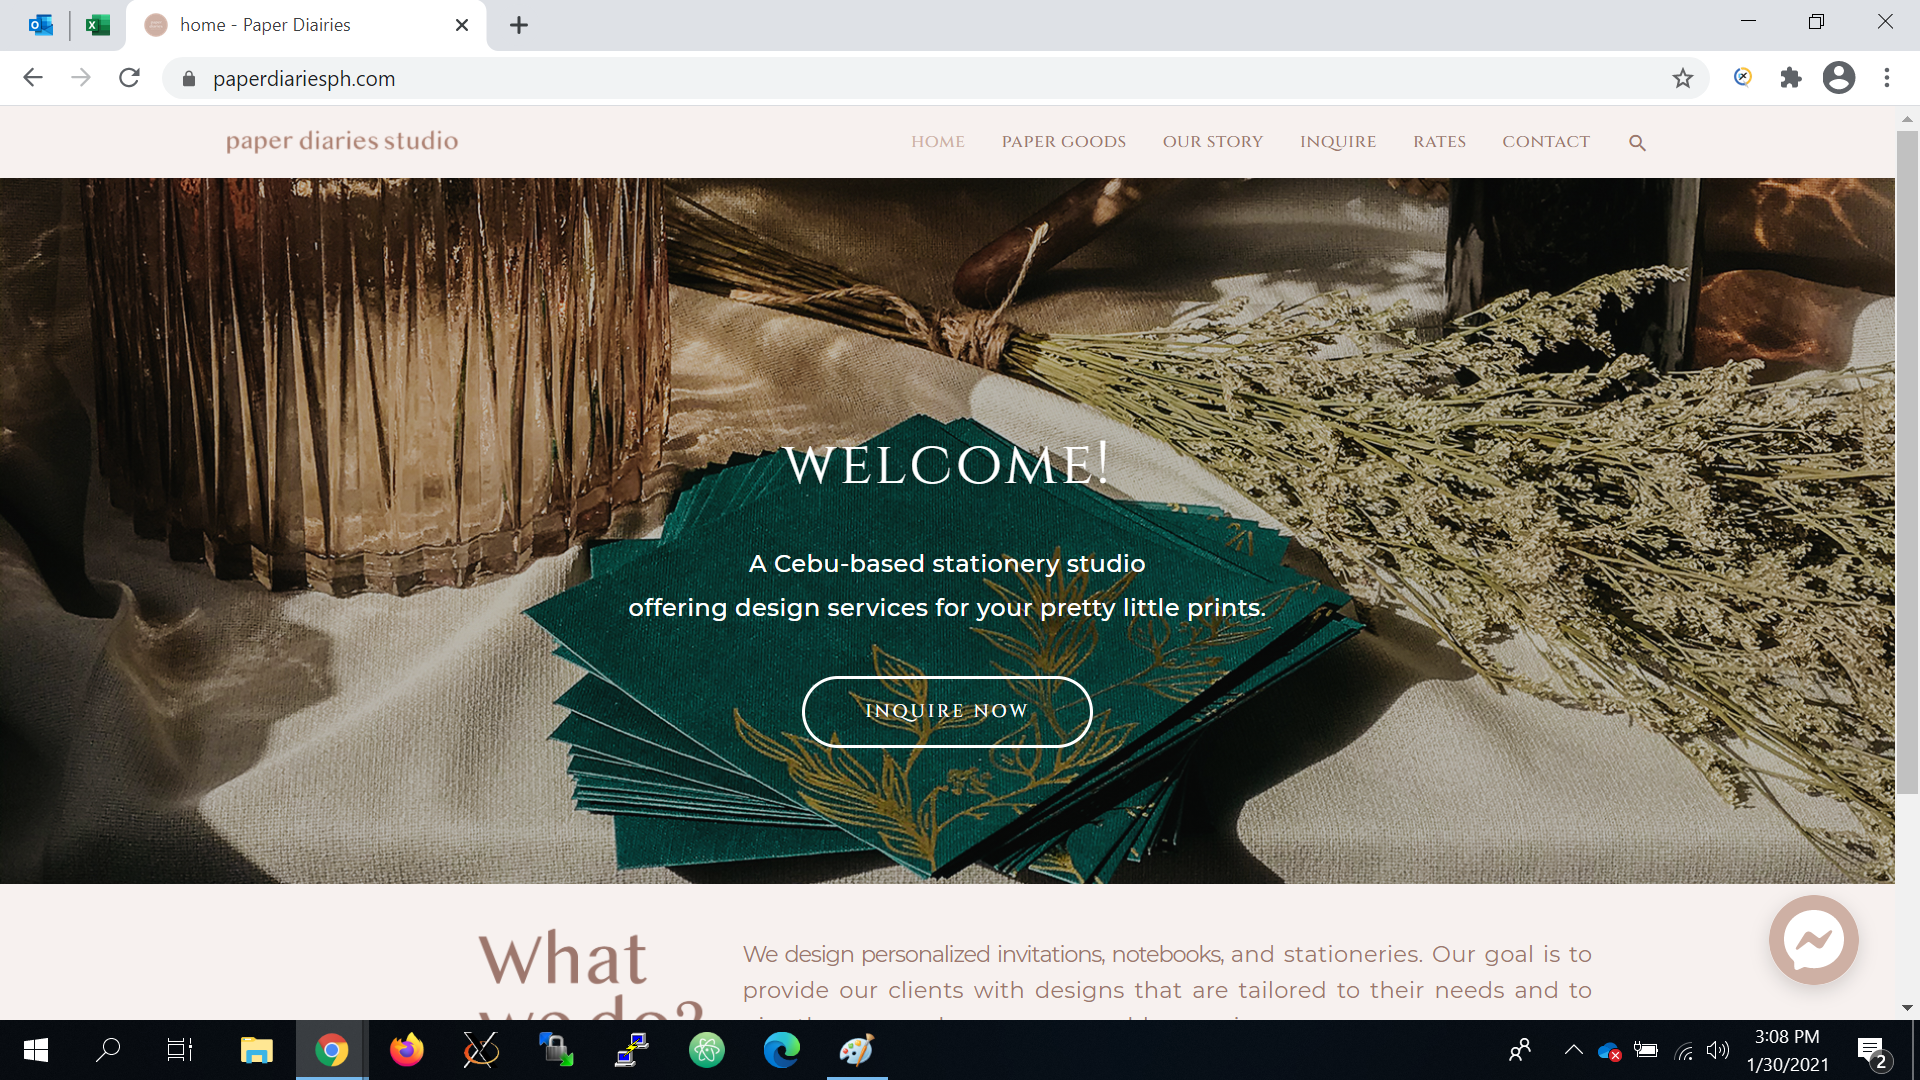 home - Paper Diairies
paperdiariesph.com
paper diaries studio
HOME
PAPER GOODS
OUR STORY
INQUIRE
RATES
CONTACT
WELCOME!
A Cebu-based stationery studio
offering design services for your pretty little prints.
INQUIRE NOW
What
we do?
We design personalized invitations, notebooks, and stationeries. Our goal is to
provide our clients with designs that are tailored to their needs and to
3:08 PM
1/30/2021
2